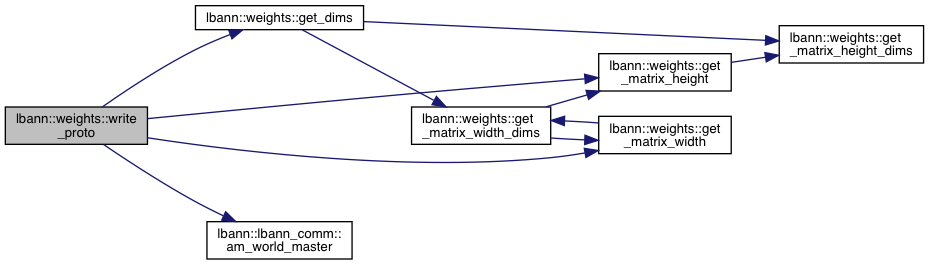 lbann::weights::write
_proto
lbann::weights::get_dims
lbann::weights::get
_matrix_width_dims
lbann::weights::get
_matrix_height
lbann::weights::get
_matrix_height_dims
lbann::weights::get
_matrix_width
lbann::lbann_comm::
am_world_master